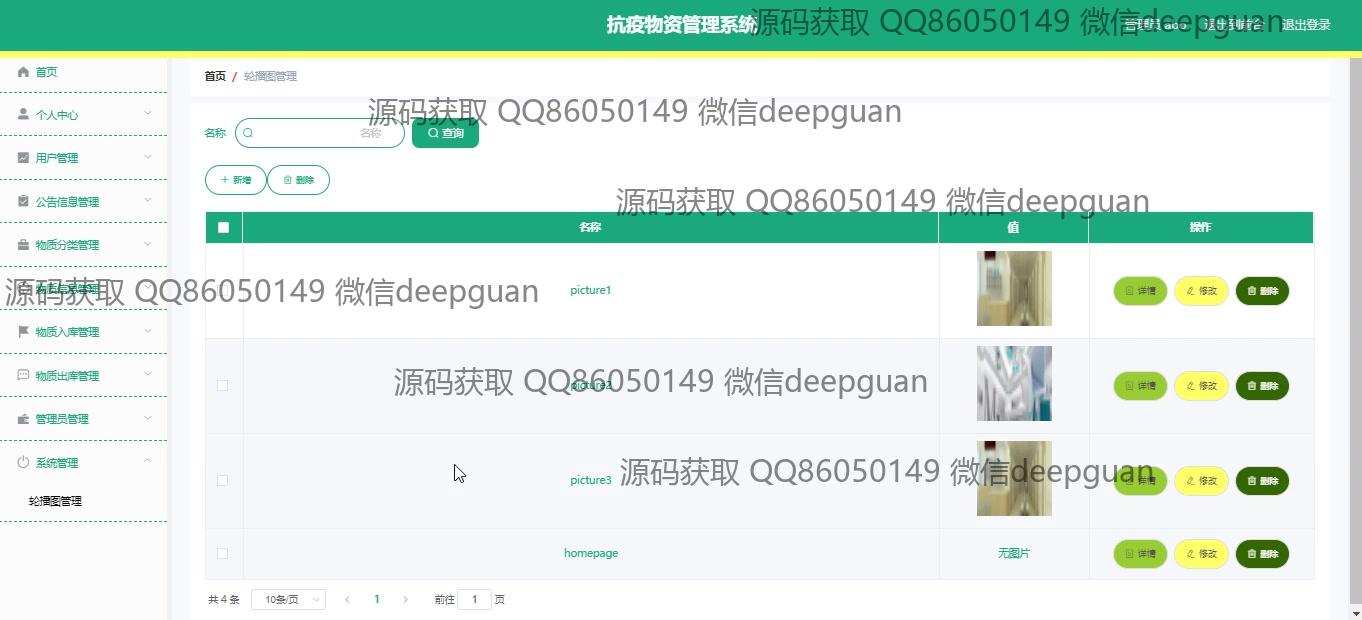 抗疫物资管理系统
源码获取 QQ86050149 微信deepguan
管理员 abo 退出到前台 退出登录
首页
个人中心
用户管理
公告信息管理
物质分类管理
物质信息管理
物质入库管理
物质出库管理
管理员管理
系统管理
轮播图管理
首页 / 轮播图管理
源码获取 QQ86050149 微信deepguan
名称 名称 查询
新增 删除
源码获取 QQ86050149 微信deepguan
名称 值 操作
picture1 详情 修改 删除
源码获取 QQ86050149 微信deepguan
picture2 详情 修改 删除
源码获取 QQ86050149 微信deepguan
picture3 详情 修改 删除
源码获取 QQ86050149 微信deepguan
homepage 无图片 详情 修改 删除
共 4 条 10条/页 1 前往 1 页